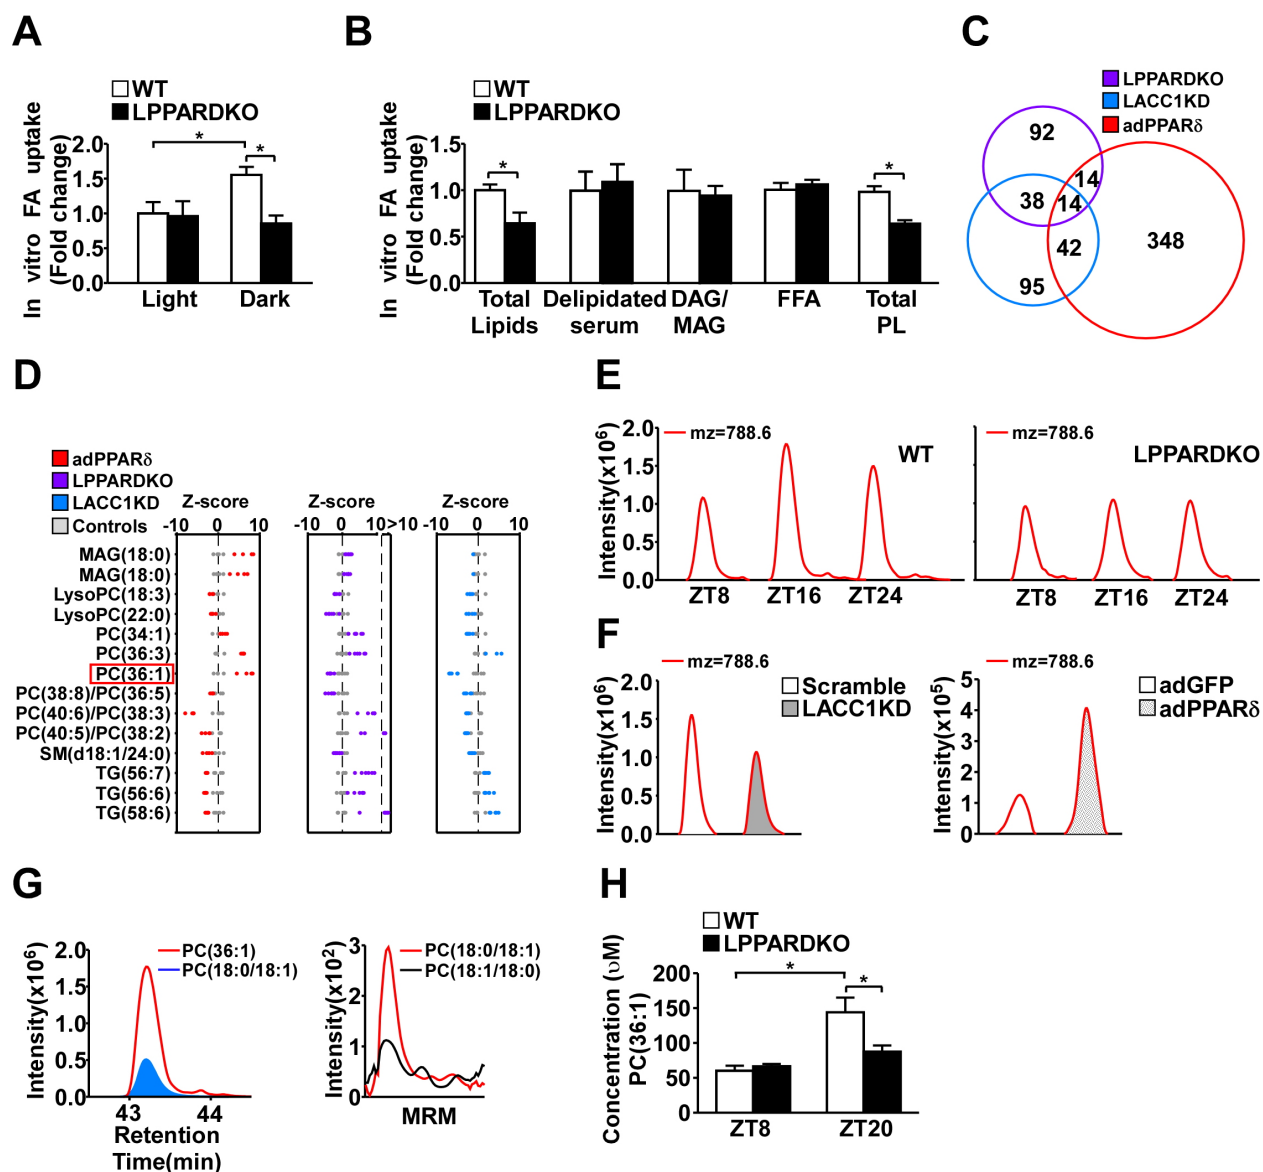 A
WT
LPPARDKO
In vitro FA uptake
(Fold change)
2.0
1.5
1.0
0.5
0.0
*
*
Light
Dark
B
WT
LPPARDKO
In vitro FA uptake
(Fold change)
1.5
1.0
0.5
0.0
*
*
Total
Lipids
Delipidated
serum
DAG/
MAG
FFA
Total
PL
C
LPPARDKO
LACC1KD
adPPARδ
92
14
38
14
42
348
95
D
adPPARδ
LPPARDKO
LACC1KD
Controls
Z-score
-10 0 10
Z-score
-10 0 10 >10
Z-score
-10 0 10
MAG(18:0)
MAG(18:0)
LysoPC(18:3)
LysoPC(22:0)
PC(34:1)
PC(36:3)
PC(36:1)
PC(38:8)/PC(36:5)
PC(40:6)/PC(38:3)
PC(40:5)/PC(38:2)
SM(d18:1/24:0)
TG(56:7)
TG(56:6)
TG(58:6)
E
Intensity(x10⁶)
2.0
1.5
1.0
0.5
0.0
mz=788.6
WT
ZT8
ZT16
ZT24
mz=788.6
LPPARDKO
ZT8
ZT16
ZT24
F
Intensity(x10⁶)
2.0
1.5
1.0
0.5
0.0
mz=788.6
Scramble
LACC1KD
Intensity(x10⁵)
5
4
3
2
1
0
mz=788.6
adGFP
adPPARδ
G
Intensity(x10⁶)
2.0
1.5
1.0
0.5
0.0
PC(36:1)
PC(18:0/18:1)
43
44
Retention
Time(min)
Intensity(x10²)
3
2
1
0
PC(18:0/18:1)
PC(18:1/18:0)
MRM
H
WT
LPPARDKO
Concentration (υM)
PC(36:1)
200
150
100
50
0
*
*
ZT8
ZT20